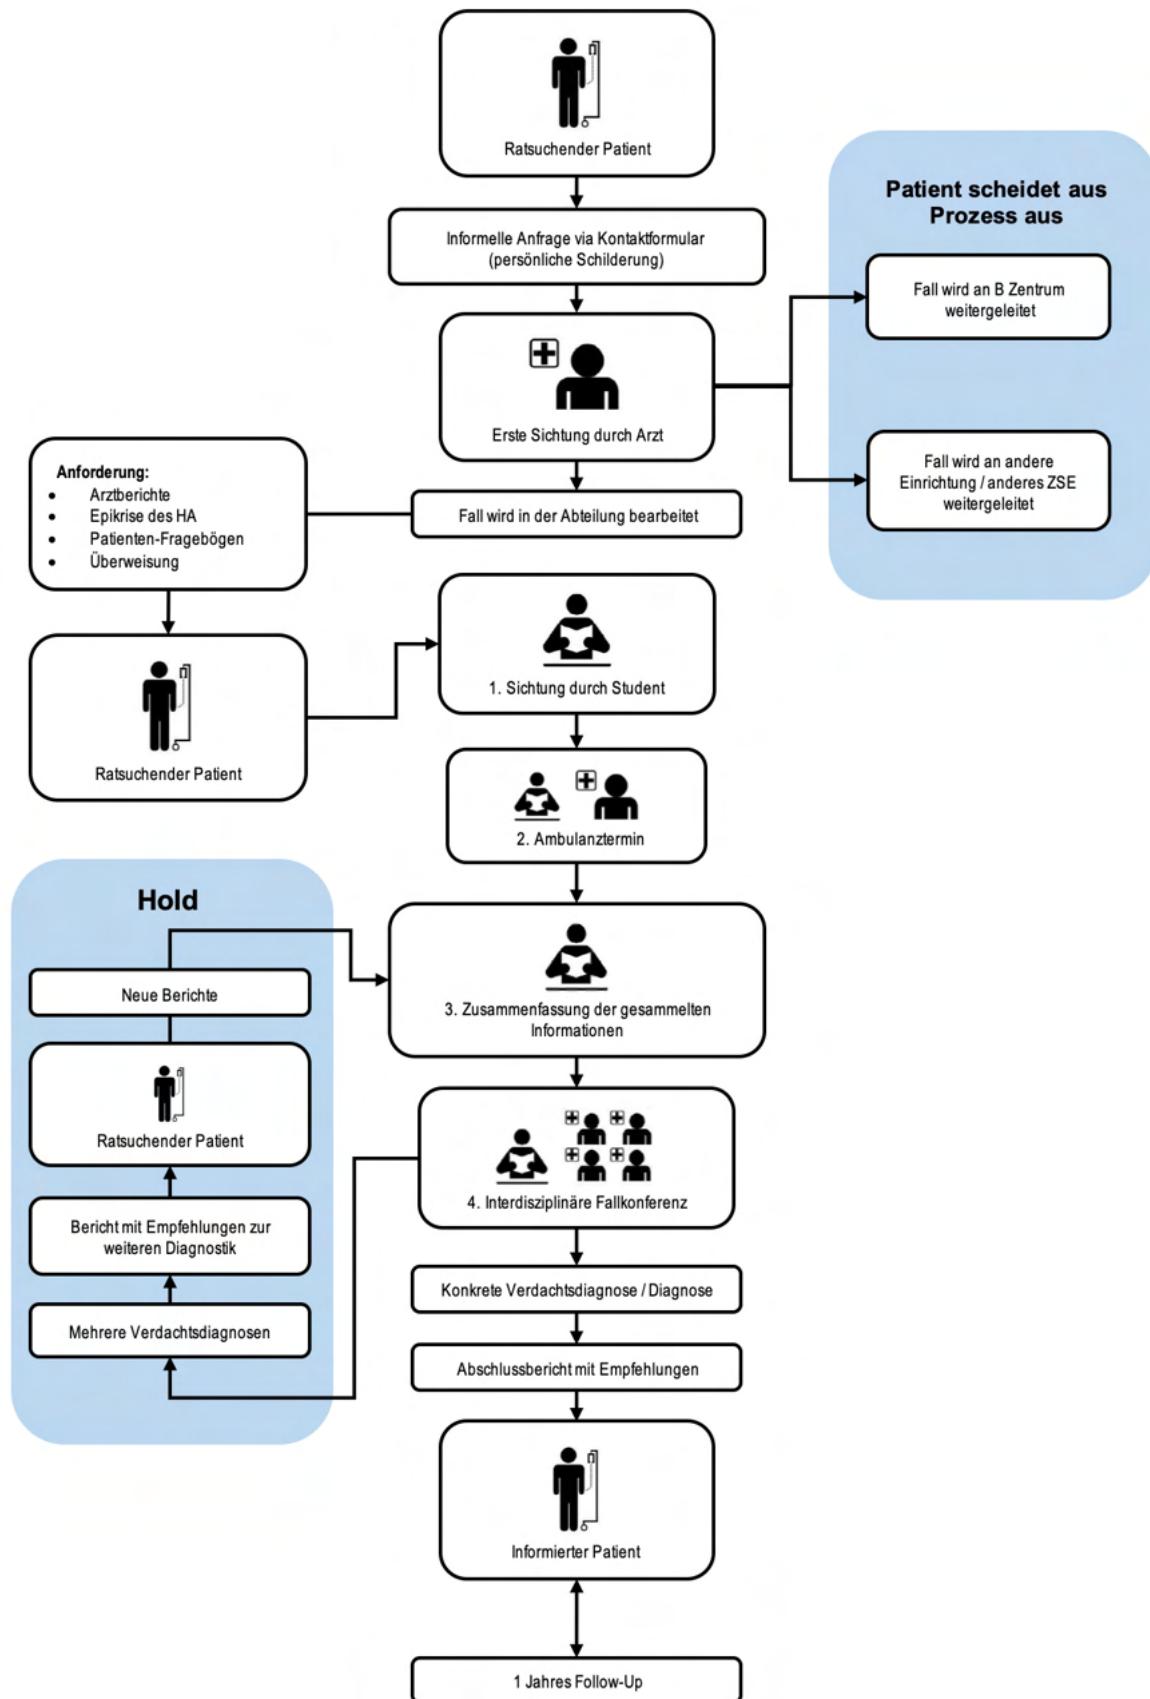 Ratsuchender Patient
Informelle Anfrage via Kontaktformular
(persönliche Schilderung)
Erste Sichtung durch Arzt
Patient scheidet aus
Prozess aus
Fall wird an B Zentrum
weitergeleitet
Fall wird an andere
Einrichtung / anderes ZSE
weitergeleitet
Fall wird in der Abteilung bearbeitet
Anforderung:
• Arztberichte
• Epikrise des HA
• Patienten-Fragebögen
• Überweisung
Ratsuchender Patient
1. Sichtung durch Student
2. Ambulanztermin
3. Zusammenfassung der gesammelten
Informationen
4. Interdisziplinäre Fallkonferenz
Hold
Neue Berichte
Ratsuchender Patient
Bericht mit Empfehlungen zur
weiteren Diagnostik
Mehrere Verdachtsdiagnosen
Konkrete Verdachtsdiagnose / Diagnose
Abschlussbericht mit Empfehlungen
Informierter Patient
1 Jahres Follow-Up